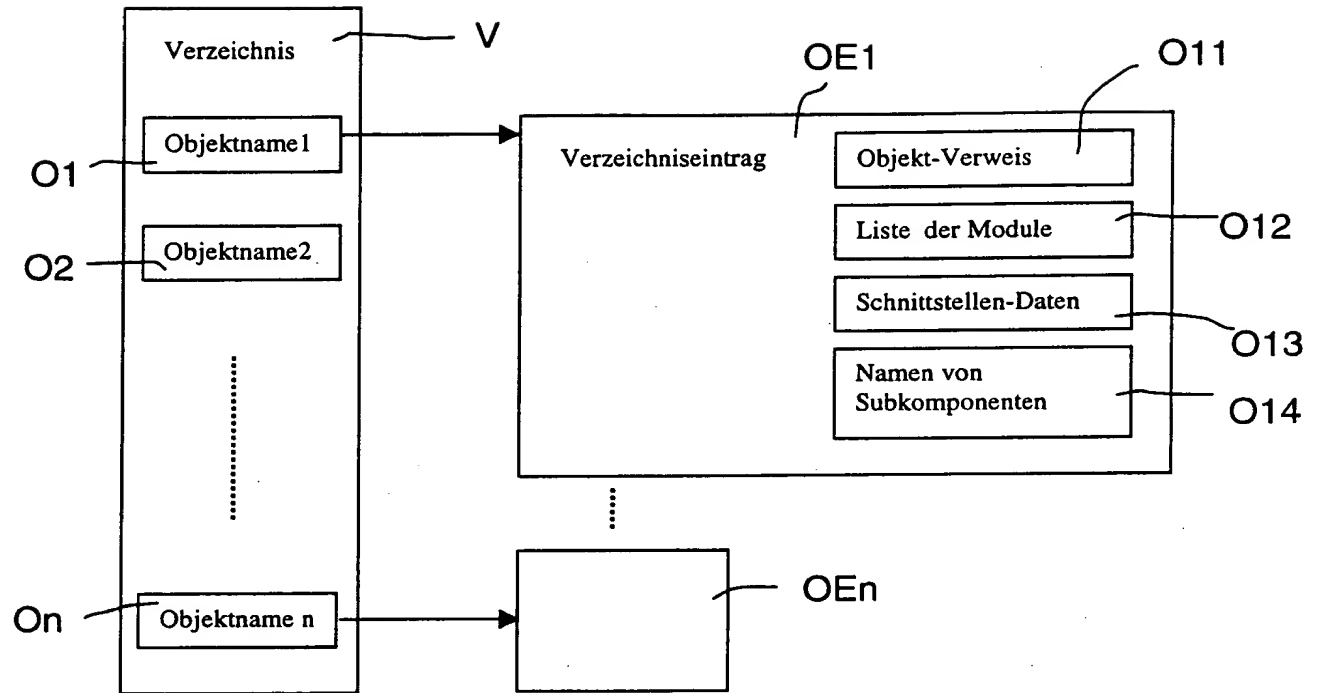 Verzeichnis
V
Objektname1
O1
Objektname2
O2
Objektname n
On
OE1
Verzeichniseintrag
Objekt-Verweis
O11
Liste der Module
O12
Schnittstellen-Daten
O13
Namen von
Subkomponenten
O14
OEn